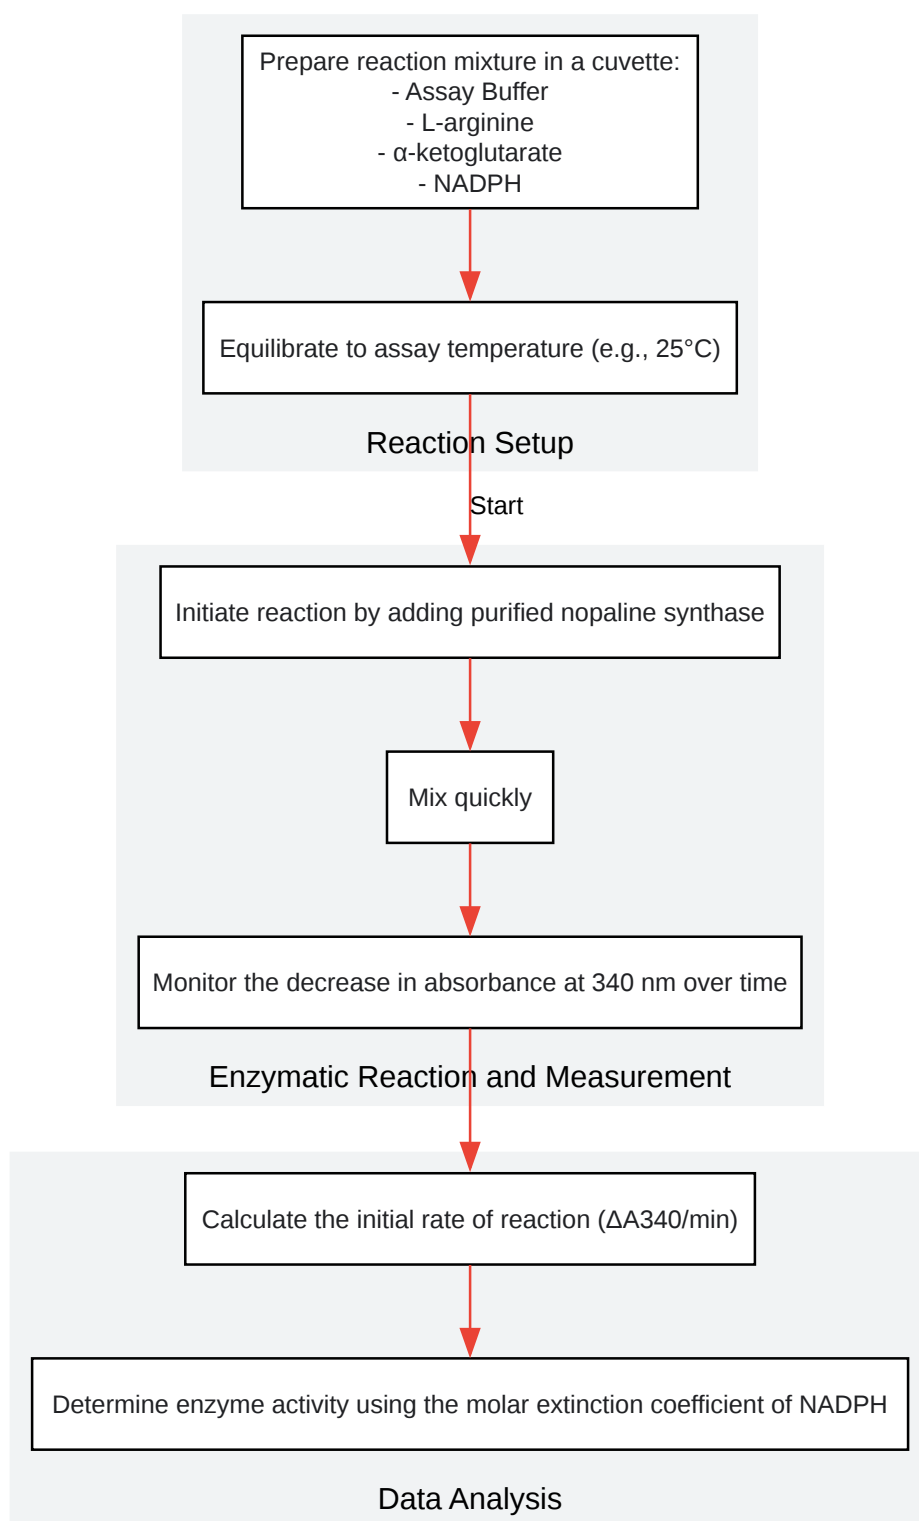 Prepare reaction mixture in a cuvette:
- Assay Buffer
- L-arginine
- α-ketoglutarate
- NADPH
Equilibrate to assay temperature (e.g., 25°C)
Reaction Setup
Start
Initiate reaction by adding purified nopaline synthase
Mix quickly
Monitor the decrease in absorbance at 340 nm over time
Enzymatic Reaction and Measurement
Calculate the initial rate of reaction (ΔA340/min)
Determine enzyme activity using the molar extinction coefficient of NADPH
Data Analysis